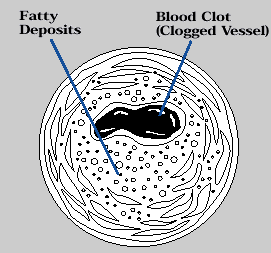 Fatty
Deposits
Blood Clot
(Clogged Vessel)